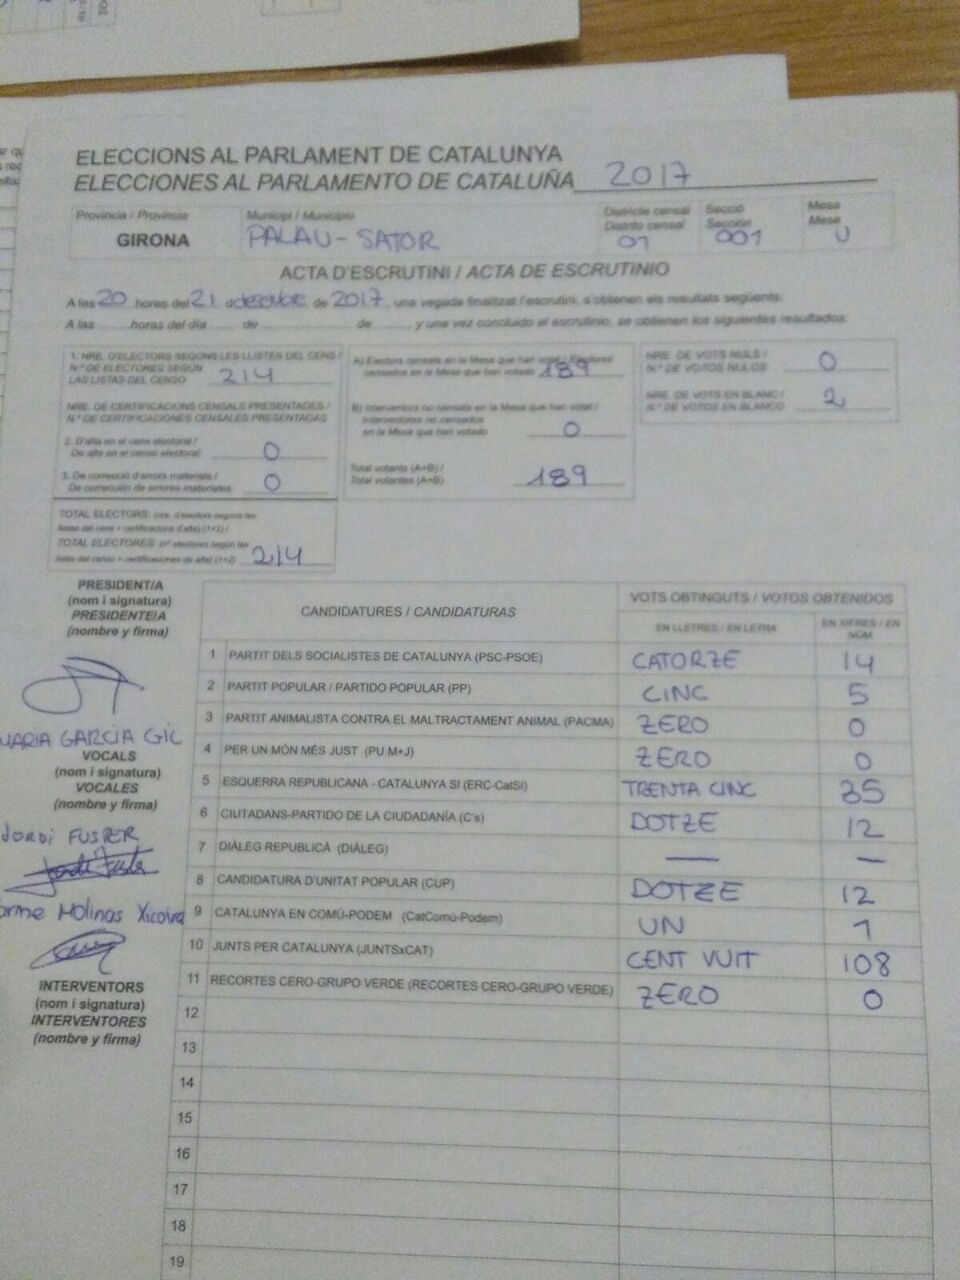 ELECCIONS AL PARLAMENT DE CATALUNYA
ELECCIONES AL PARLAMENTO DE CATALUÑA 2017
Província / Provincia
GIRONA
Municipi / Municipio
PALAU-SATOR
Districte censal
Distrito censal
01
Secció
Sección
001
Mesa
Mesa
U
ACTA D'ESCRUTINI / ACTA DE ESCRUTINIO
A les 20 hores del 21 de desembre de 2017, una vegada finalitzat l'escrutini, s'obtenen els resultats següents:
A las horas del día de de , y una vez concluido el escrutinio, se obtienen los siguientes resultados:
1. NRE. D'ELECTORS SEGONS LES LLISTES DEL CENS /
N.º DE ELECTORES SEGÚN
LAS LISTAS DEL CENSO 214
NRE. DE CERTIFICACIONS CENSALS PRESENTADES /
N.º DE CERTIFICACIONES CENSALES PRESENTADAS
2. D'alta en el cens electoral /
De alta en el censo electoral: 0
3. De correcció d'errors materials /
De corrección de errores materiales: 0
TOTAL ELECTORS: (nre. d'electors segons les
llistes del cens + certificacions d'alta) (1+2) /
TOTAL ELECTORES: (nº electores según las
listas del censo + certificaciones de alta) (1+2) 214
A) Electors censats en la Mesa que han votat / Electores
censados en la Mesa que han votado 189
B) Interventors no censats en la Mesa que han votat /
Interventores no censados
en la Mesa que han votado 0
Total votants (A+B) /
Total votantes (A+B) 189
NRE. DE VOTS NULS /
N.º DE VOTOS NULOS 0
NRE. DE VOTS EN BLANC /
N.º DE VOTOS EN BLANCO 2
PRESIDENT/A
(nom i signatura)
PRESIDENTE/A
(nombre y firma)
MARIA GARCIA GIL
VOCALS
(nom i signatura)
VOCALES
(nombre y firma)
JORDI FUSTER
Molinas Xicoira
INTERVENTORS
(nom i signatura)
INTERVENTORES
(nombre y firma)
CANDIDATURES / CANDIDATURAS
VOTS OBTINGUTS / VOTOS OBTENIDOS
EN LLETRES / EN LETRA
EN XIFRES / EN
NÚM.
1 PARTIT DELS SOCIALISTES DE CATALUNYA (PSC-PSOE) CATORZE 14
2 PARTIT POPULAR / PARTIDO POPULAR (PP) CINC 5
3 PARTIT ANIMALISTA CONTRA EL MALTRACTAMENT ANIMAL (PACMA) ZERO 0
4 PER UN MÓN MÉS JUST (PU M+J) ZERO 0
5 ESQUERRA REPUBLICANA - CATALUNYA SÍ (ERC-CatSí) TRENTA CINC 35
6 CIUTADANS-PARTIDO DE LA CIUDADANÍA (C's) DOTZE 12
7 DIÀLEG REPUBLICÀ (DIÀLEG) — —
8 CANDIDATURA D'UNITAT POPULAR (CUP) DOTZE 12
9 CATALUNYA EN COMÚ-PODEM (CatComú-Podem) UN 1
10 JUNTS PER CATALUNYA (JUNTSxCAT) CENT VUIT 108
11 RECORTES CERO-GRUPO VERDE (RECORTES CERO-GRUPO VERDE) ZERO 0
12
13
14
15
16
17
18
19